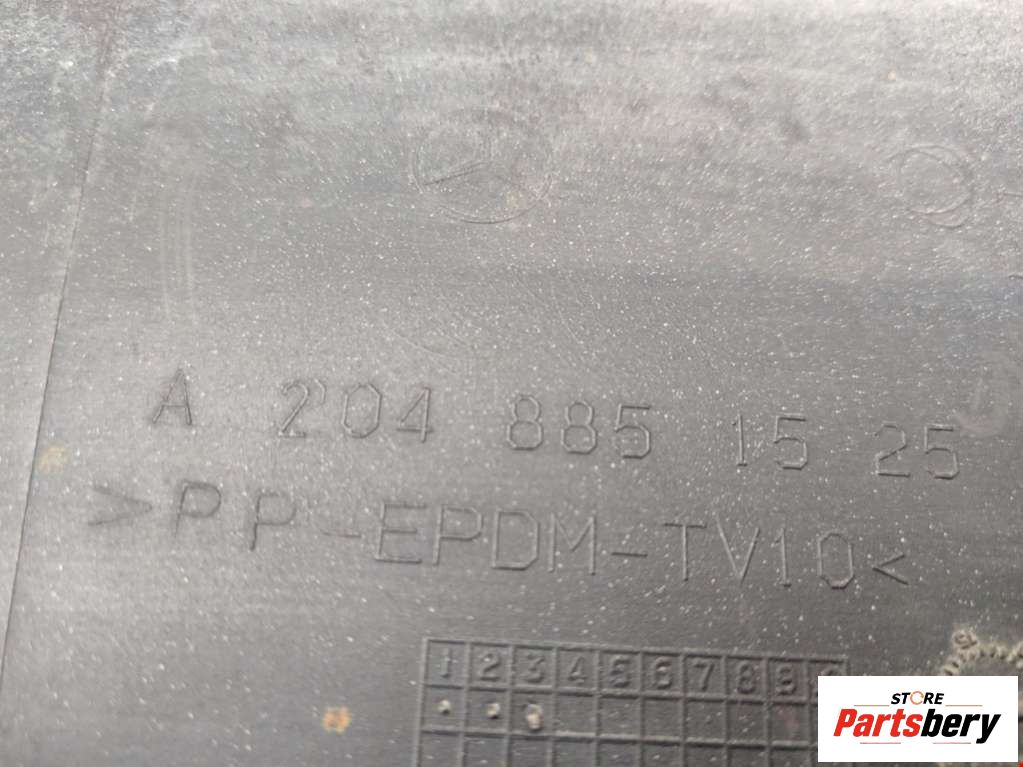 A 204 885 15 25
>PP-EPDM-TV10<
1 2 3 4 5 6 7 8 9
STORE
Partsbery